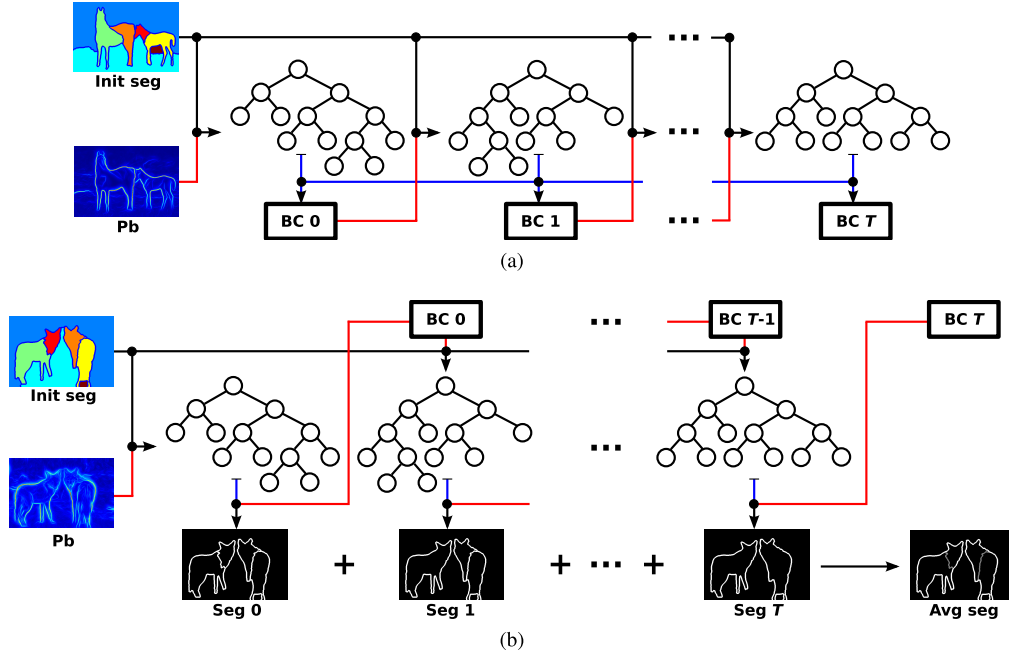 Init seg
Pb
BC 0
BC 1
...
BC T
(a)
Init seg
Pb
BC 0
...
BC T-1
BC T
...
Seg 0
+
Seg 1
+ ... +
Seg T
Avg seg
(b)